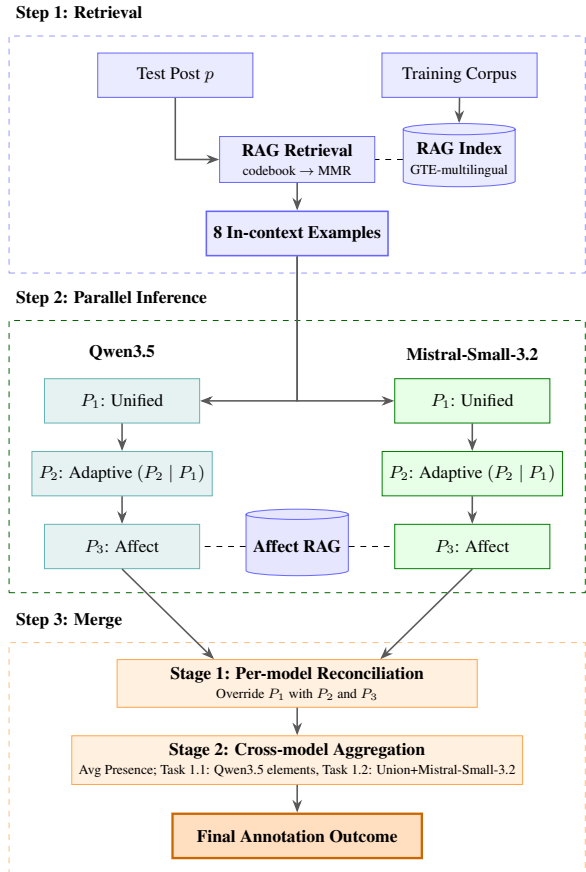 Step 1: Retrieval
Test Post p
Training Corpus
RAG Retrieval
codebook → MMR
RAG Index
GTE-multilingual
8 In-context Examples
Step 2: Parallel Inference
Qwen3.5
Mistral-Small-3.2
P₁: Unified
P₁: Unified
P₂: Adaptive (P₂ | P₁)
P₂: Adaptive (P₂ | P₁)
P₃: Affect
Affect RAG
P₃: Affect
Step 3: Merge
Stage 1: Per-model Reconciliation
Override P₁ with P₂ and P₃
Stage 2: Cross-model Aggregation
Avg Presence; Task 1.1: Qwen3.5 elements, Task 1.2: Union+Mistral-Small-3.2
Final Annotation Outcome